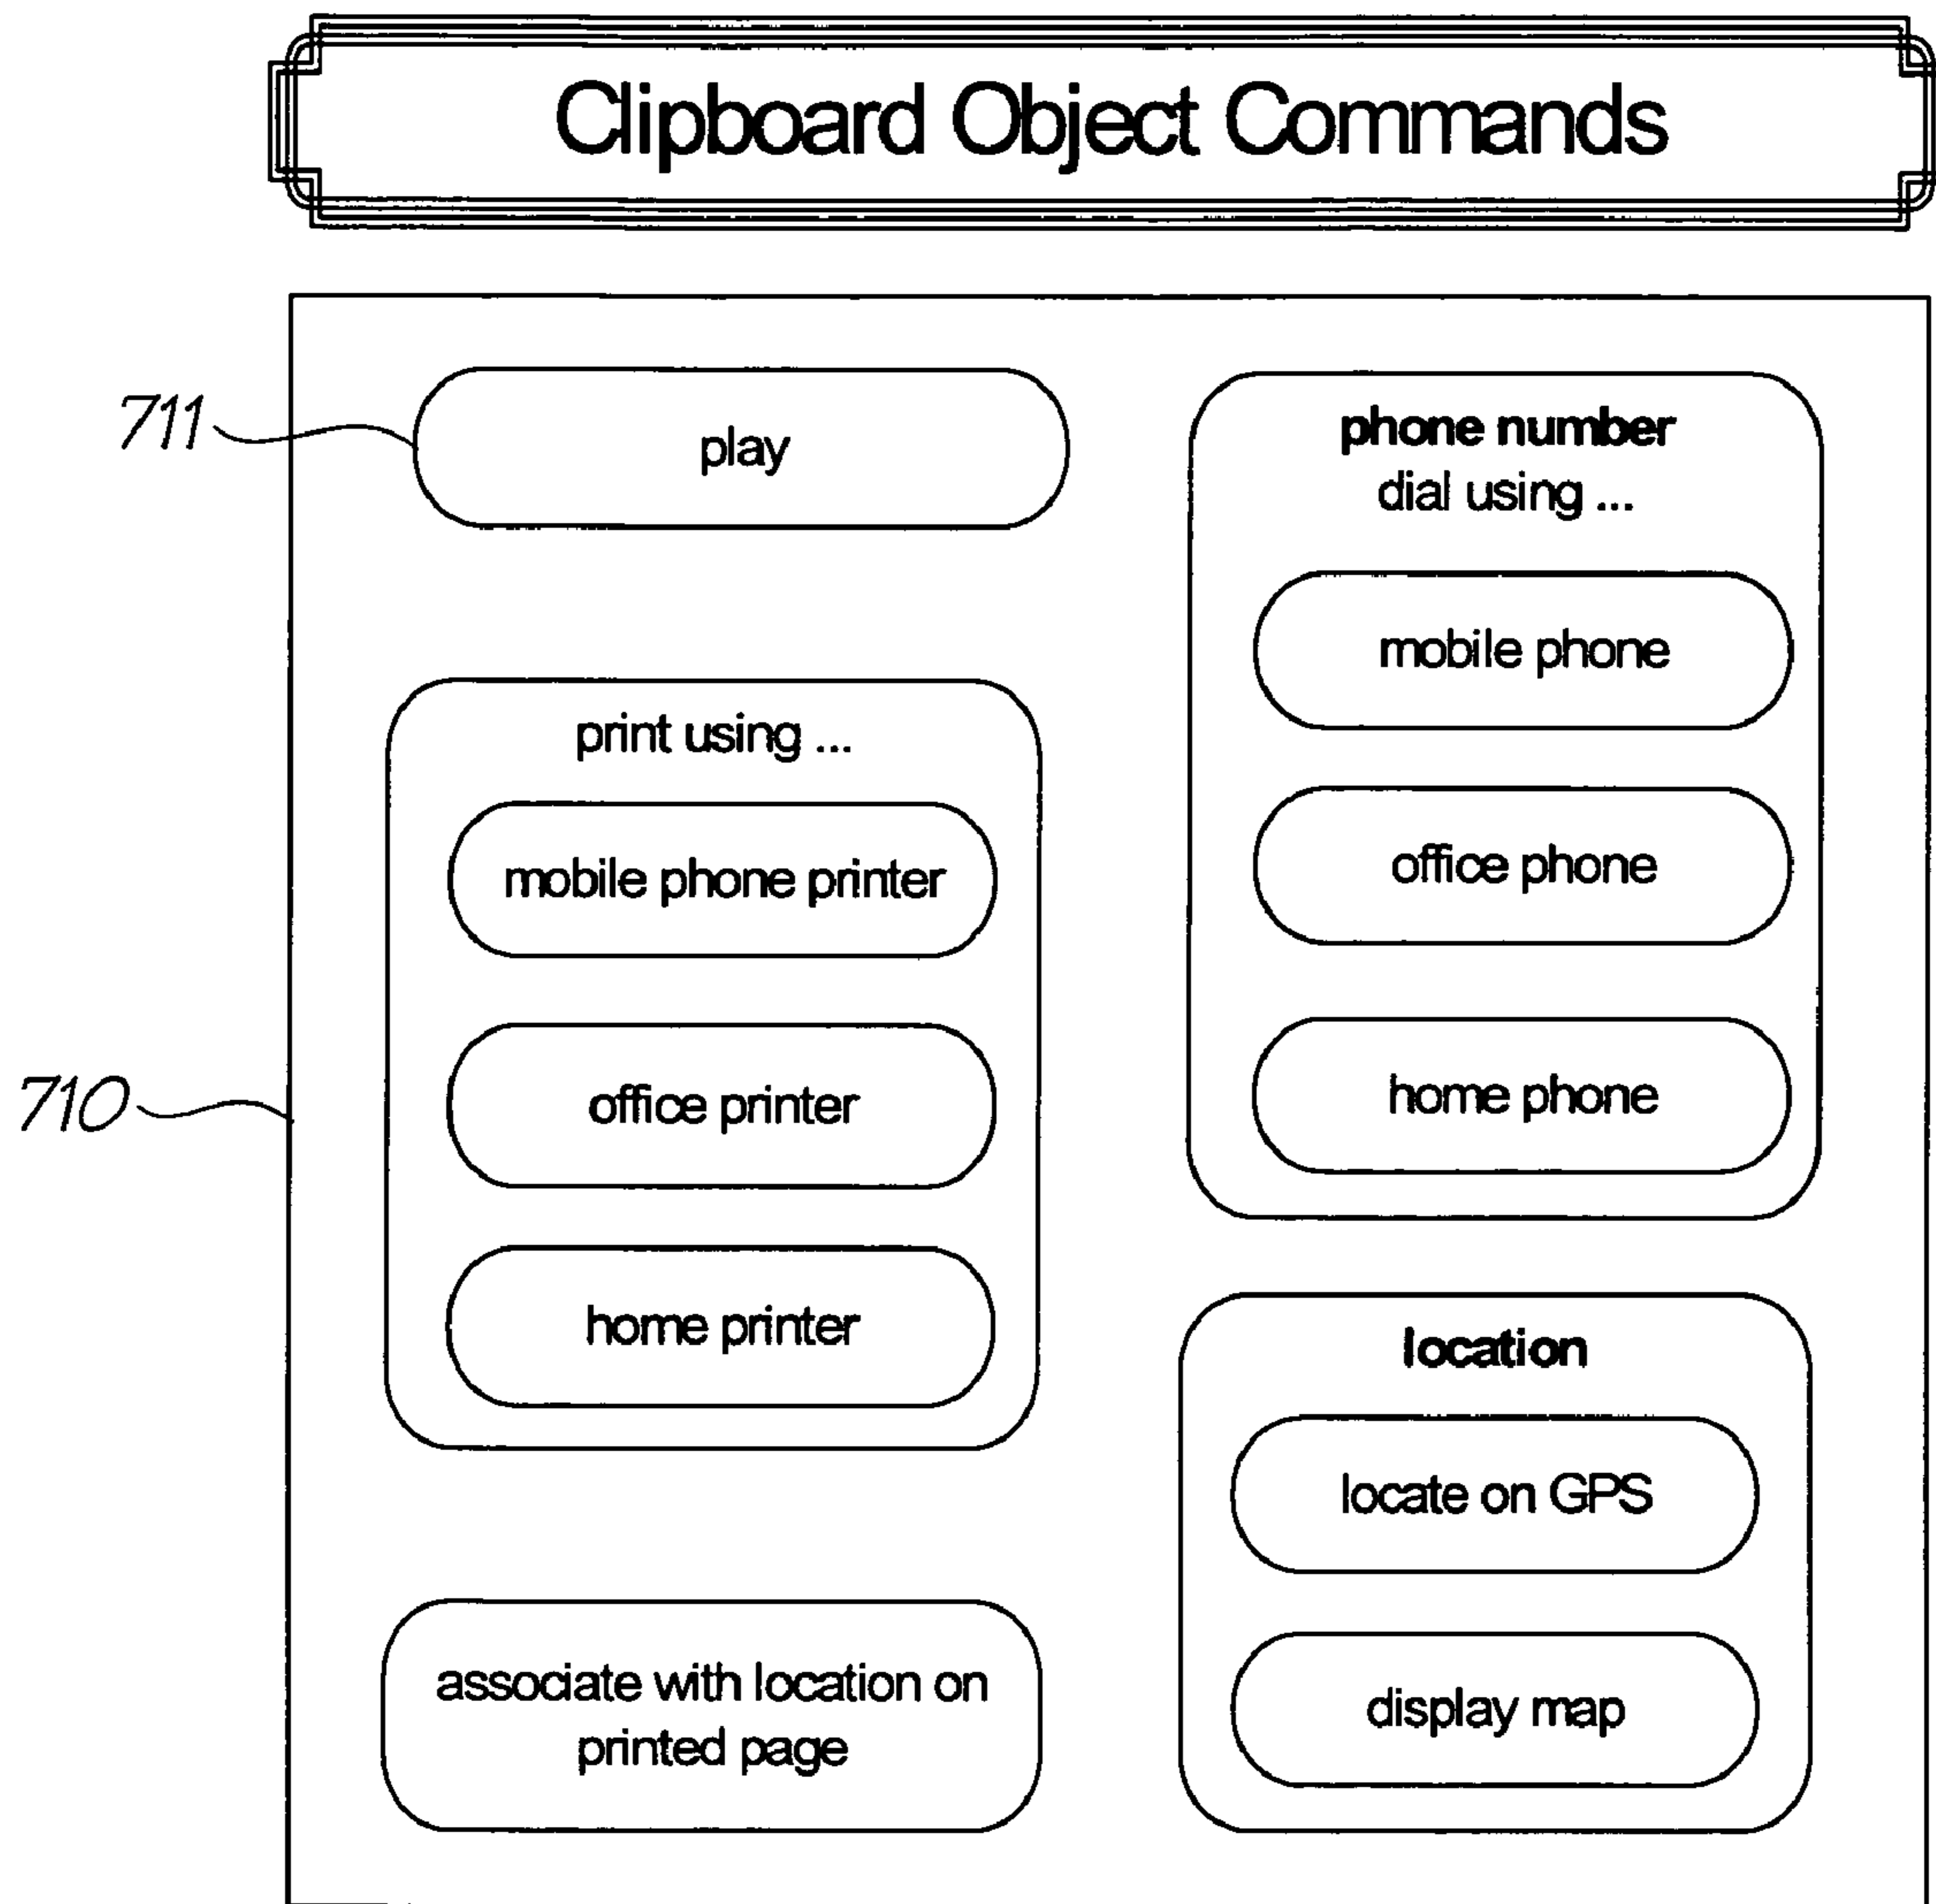 Clipboard Object Commands
711
play
print using ...
mobile phone printer
office printer
home printer
710
associate with location on
printed page
phone number
dial using ...
mobile phone
office phone
home phone
location
locate on GPS
display map